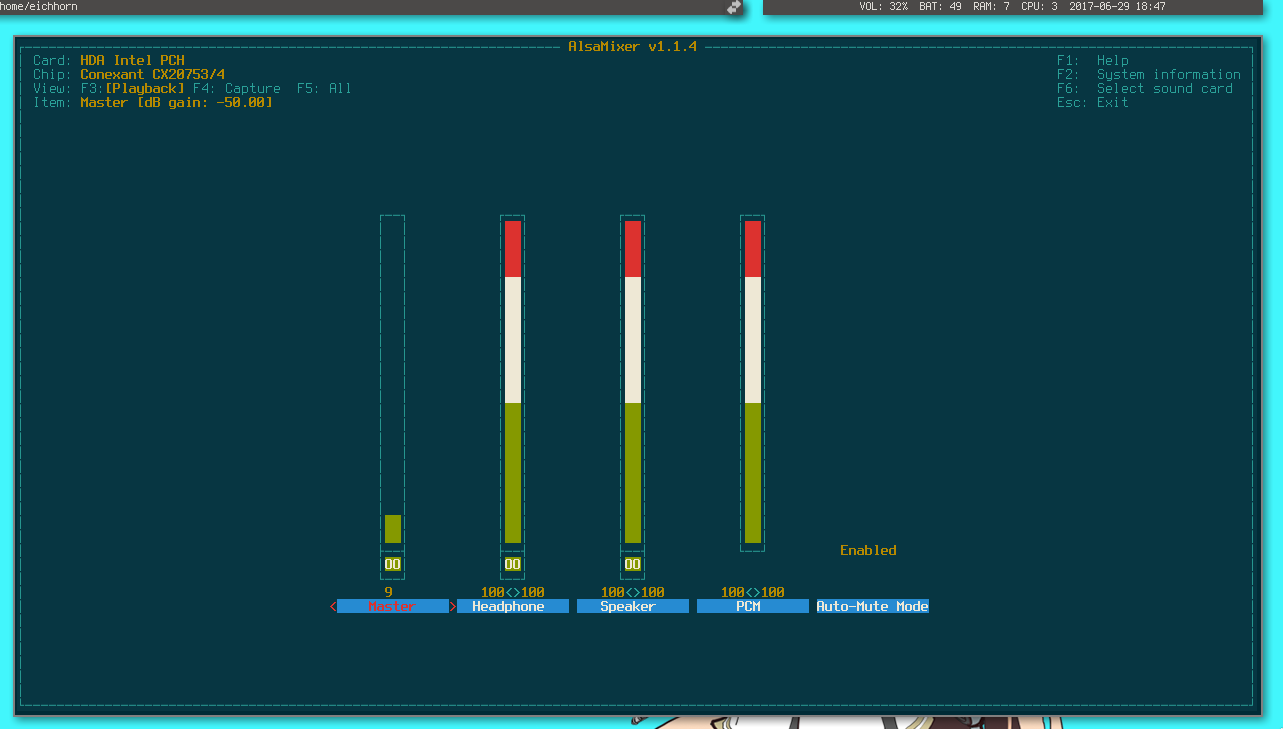 home/eichhorn
VOL: 32% BAT: 49 RAM: 7 CPU: 3 2017-06-29 18:47
AlsaMixer v1.1.4
Card: HDA Intel PCH
F1: Help
Chip: Conexant CX20753/4
F2: System information
View: F3:[Playback] F4: Capture F5: All
F6: Select sound card
Item: Master [dB gain: -50.00]
Esc: Exit
Enabled
OO OO OO
9 100<>100 100<>100 100<>100
< Master > Headphone Speaker PCM Auto-Mute Mode